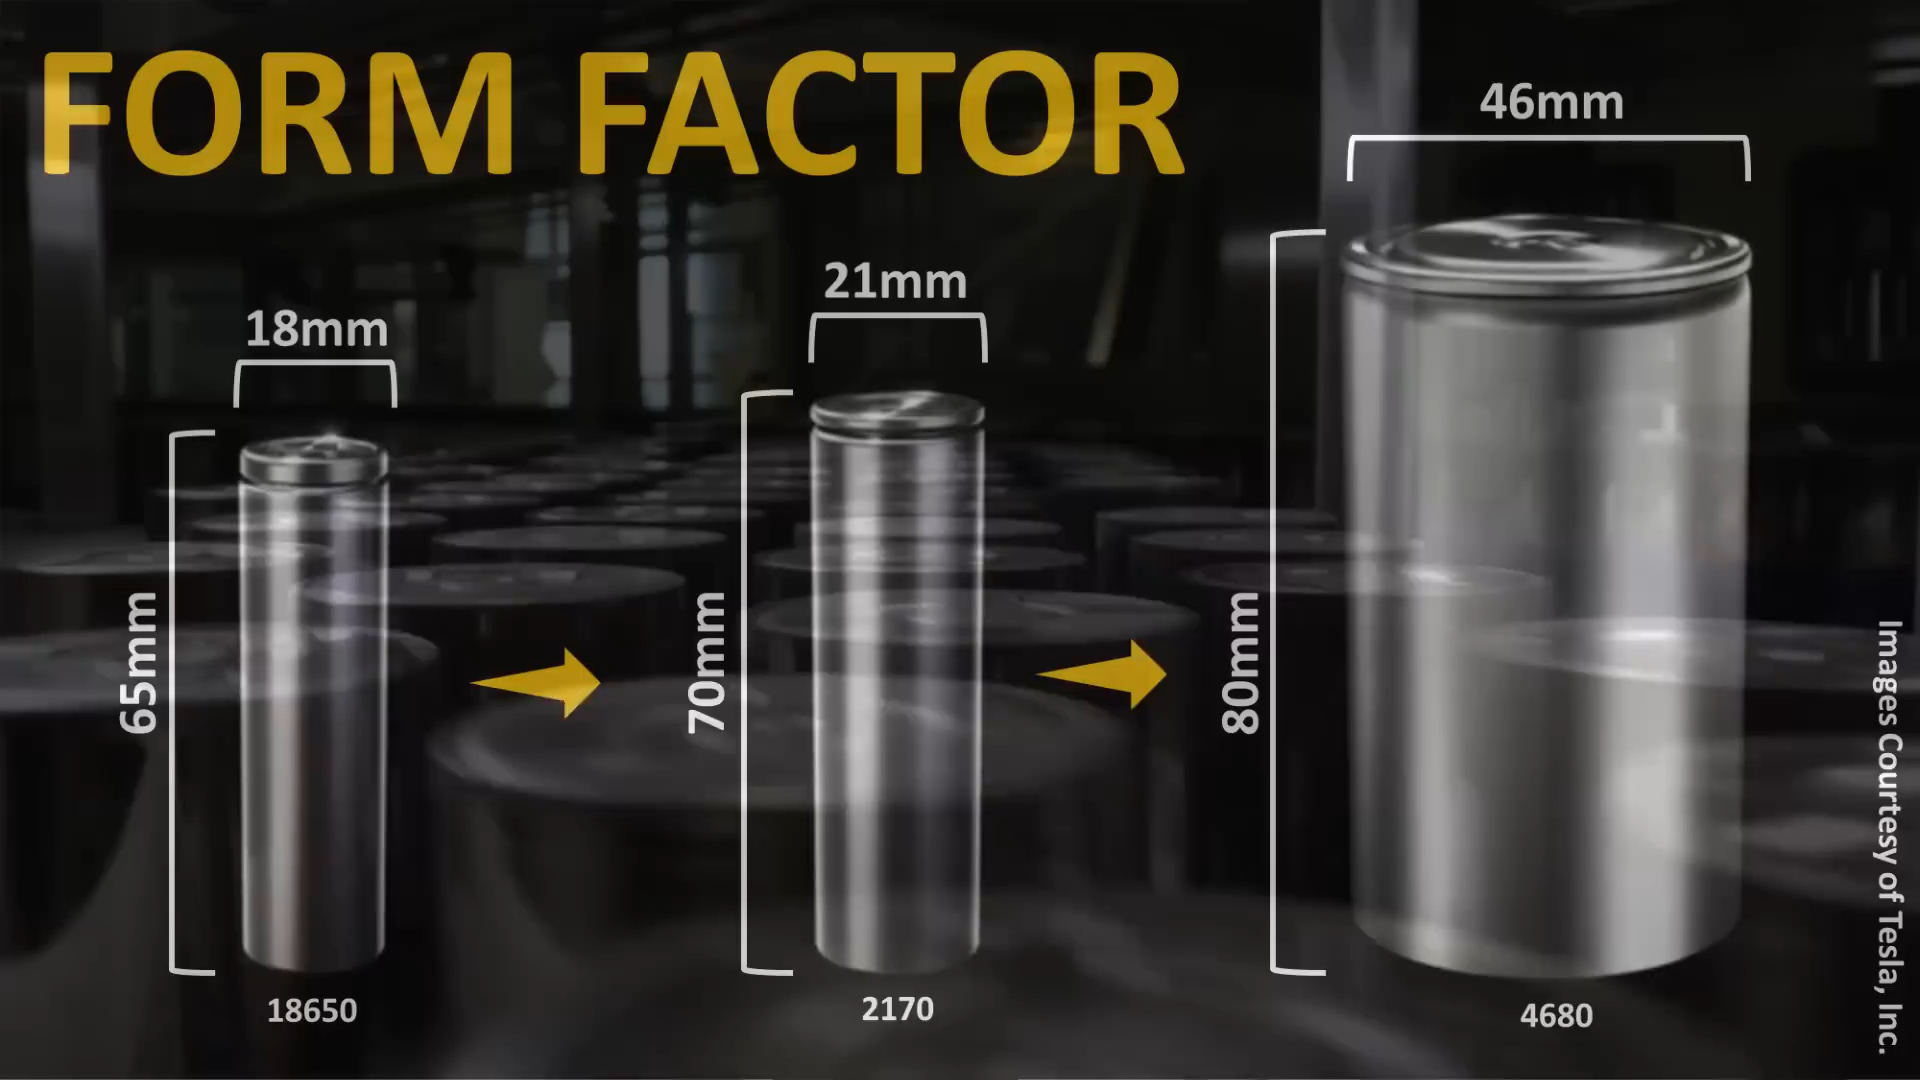 FORM FACTOR
46mm
21mm
18mm
65mm
70mm
80mm
18650
2170
4680
Images Courtesy of Tesla, Inc.